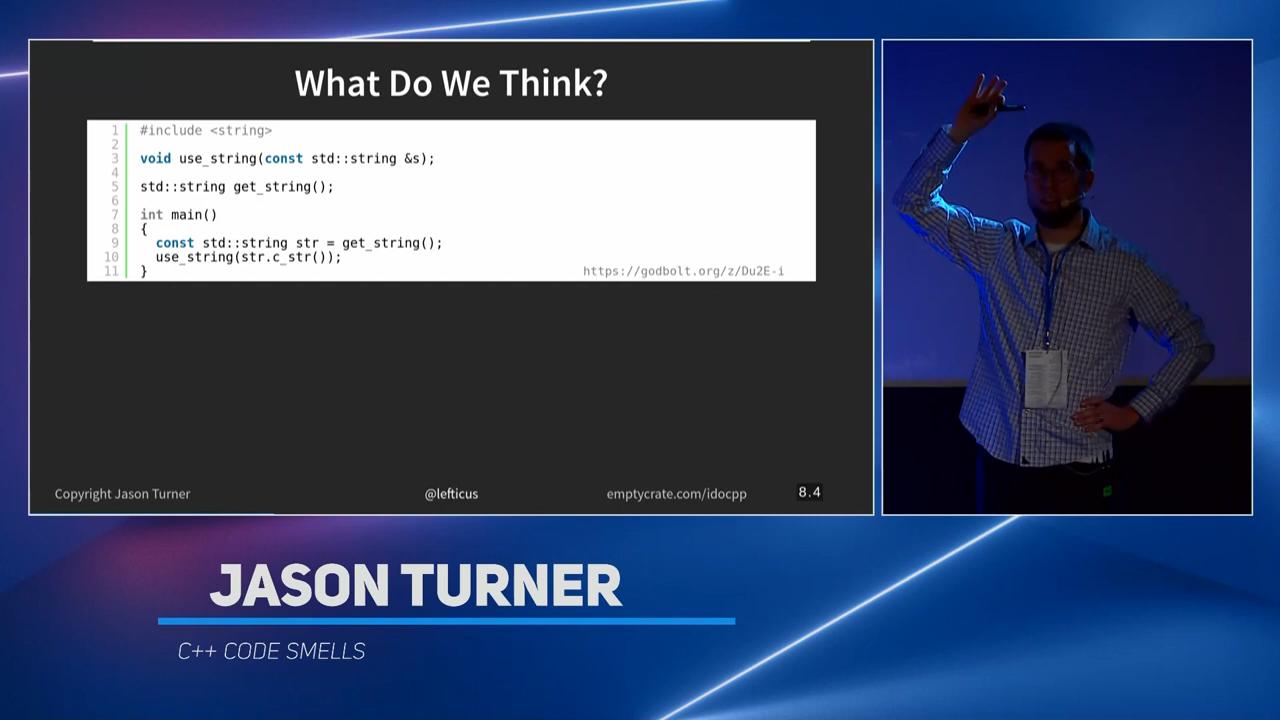 What Do We Think?
1 #include <string>
2
3 void use_string(const std::string &s);
4
5 std::string get_string();
6
7 int main()
8 {
9   const std::string str = get_string();
10   use_string(str.c_str());
11 }
https://godbolt.org/z/Du2E-i
Copyright Jason Turner
@lefticus
emptycrate.com/idocpp
8.4
JASON TURNER
C++ CODE SMELLS